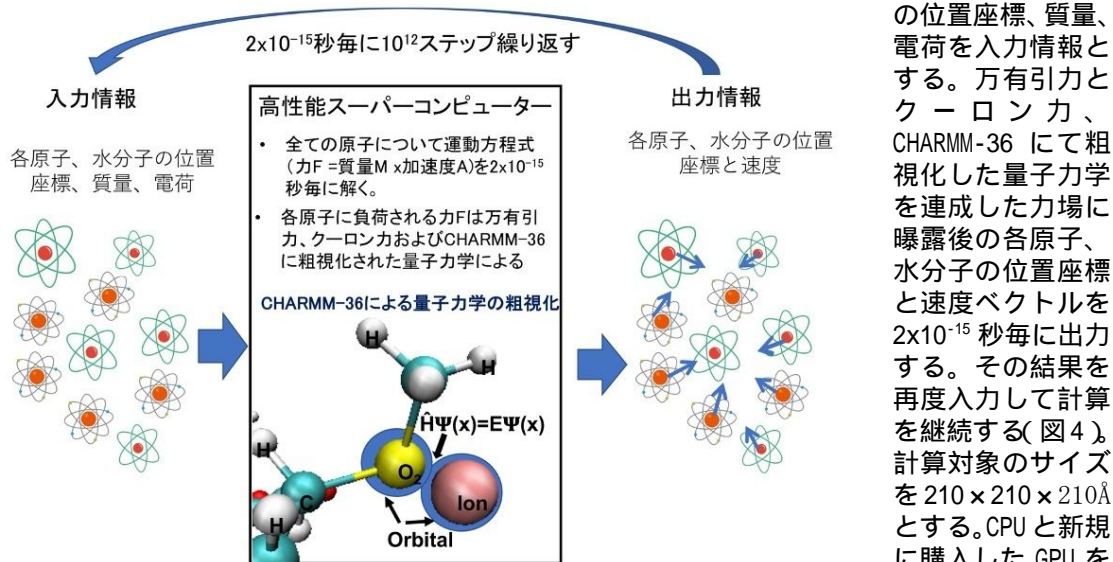 2x10⁻¹⁵秒毎に10¹²ステップ繰り返す
入力情報
各原子、水分子の位置
座標、質量、電荷
高性能スーパーコンピューター
• 全ての原子について運動方程式
(力F =質量M x加速度A)を2x10⁻¹⁵
秒毎に解く。
• 各原子に負荷される力Fは万有引
力、クーロン力およびCHARMM-36
に粗視化された量子力学による
CHARMM-36による量子力学の粗視化
H
H
ĤΨ(x)=EΨ(x)
H
O₂
C
Ion
H
Orbital
出力情報
各原子、水分子の位置
座標と速度
の位置座標、質量、
電荷を入力情報と
する。万有引力と
クーロン力、
CHARMM-36 にて粗
視化した量子力学
を連成した力場に
曝露後の各原子、
水分子の位置座標
と速度ベクトルを
2x10⁻¹⁵ 秒毎に出力
する。その結果を
再度入力して計算
を継続する(図4)。
計算対象のサイズ
を 210×210×210Å
とする。CPU と新規
に購入した GPU を